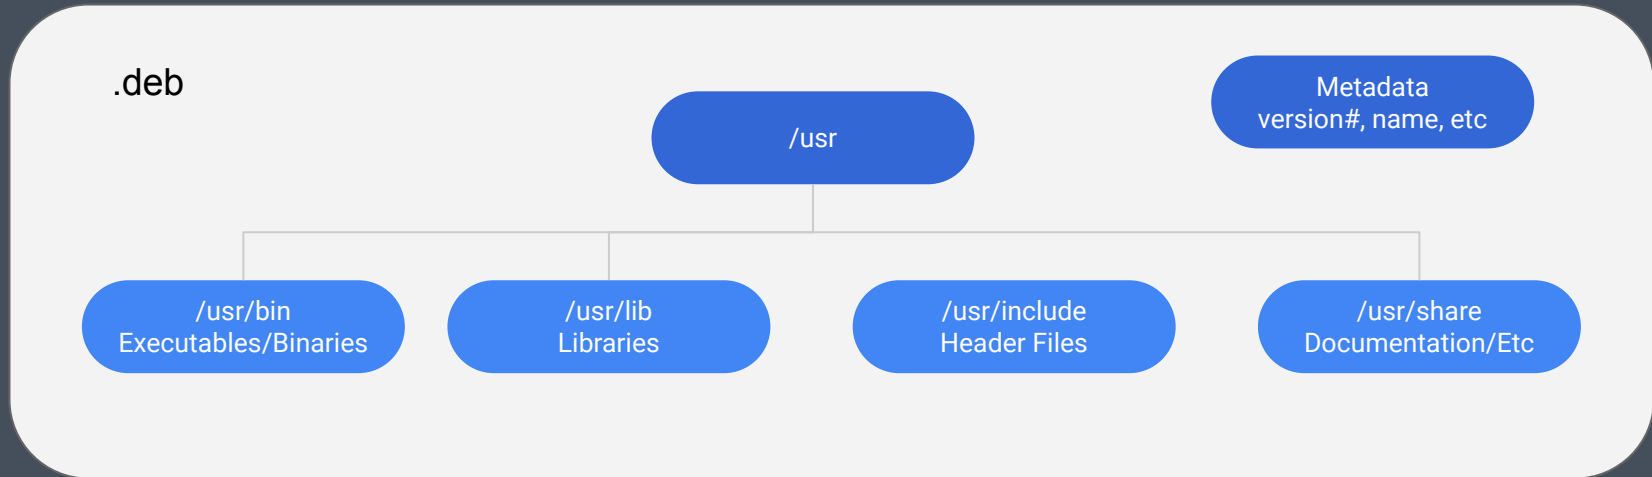 .deb
/usr
Metadata
version#, name, etc
/usr/bin
Executables/Binaries
/usr/lib
Libraries
/usr/include
Header Files
/usr/share
Documentation/Etc